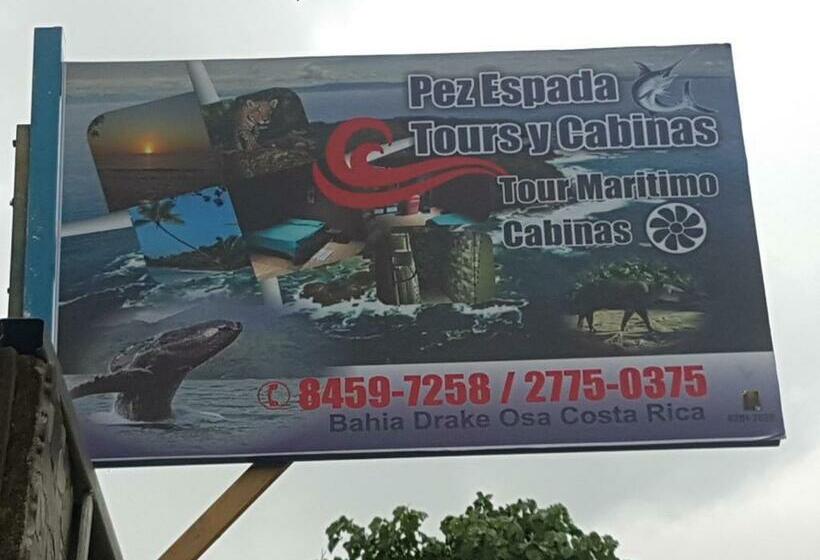 Pez Espada
Tours y Cabinas
Tour Maritimo
Cabinas
8459-7258 / 2775-0375
Bahia Drake Osa Costa Rica